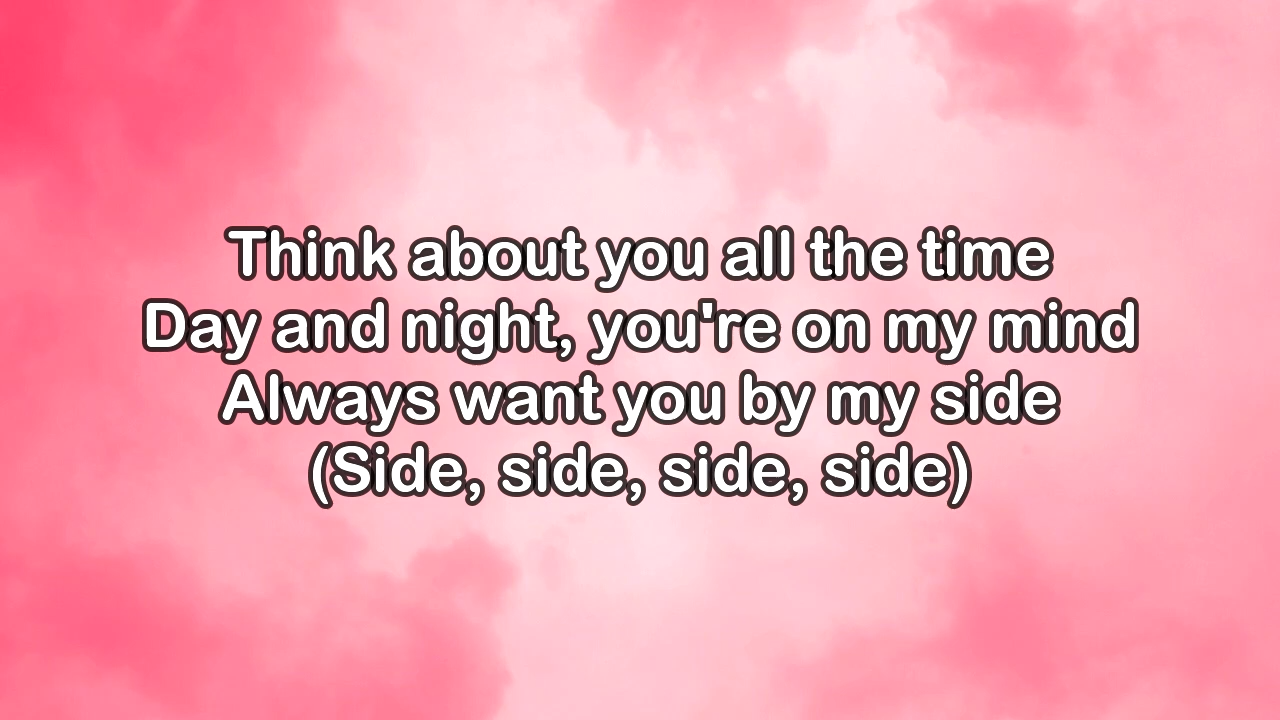 Think about you all the time
Day and night, you're on my mind
Always want you by my side
(Side, side, side, side)